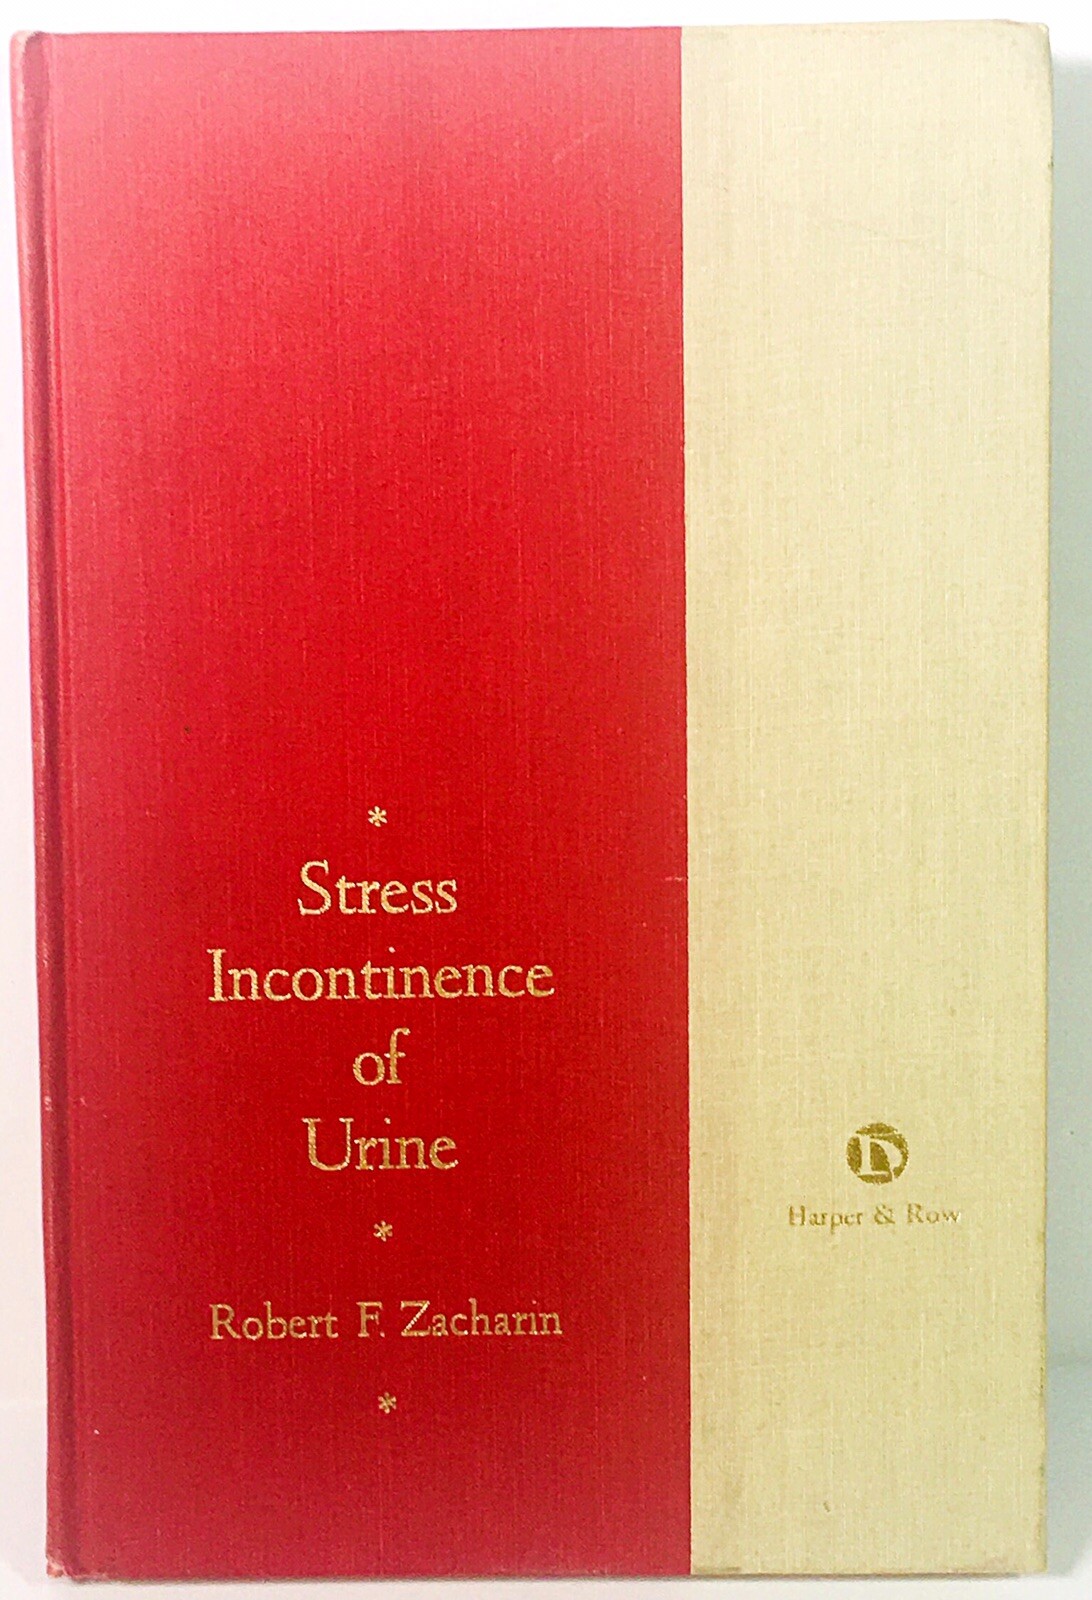 *
Stress
Incontinence
of
Urine
*
Robert F. Zacharin
*
Harper & Row